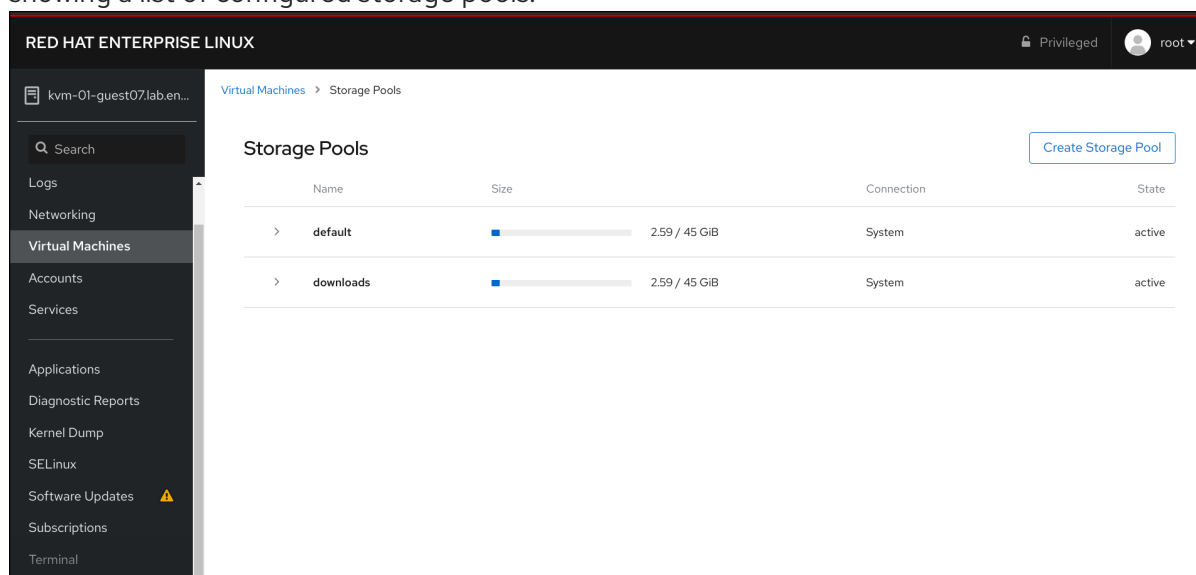 showing a list of configured storage pools.
RED HAT ENTERPRISE LINUX
Privileged
root
kvm-01-guest07.lab.en...
Virtual Machines > Storage Pools
Search
Storage Pools
Create Storage Pool
Logs
Networking
Virtual Machines
Accounts
Services
Applications
Diagnostic Reports
Kernel Dump
SELinux
Software Updates
Subscriptions
Terminal
Name Size Connection State
default 2.59 / 45 GiB System active
downloads 2.59 / 45 GiB System active